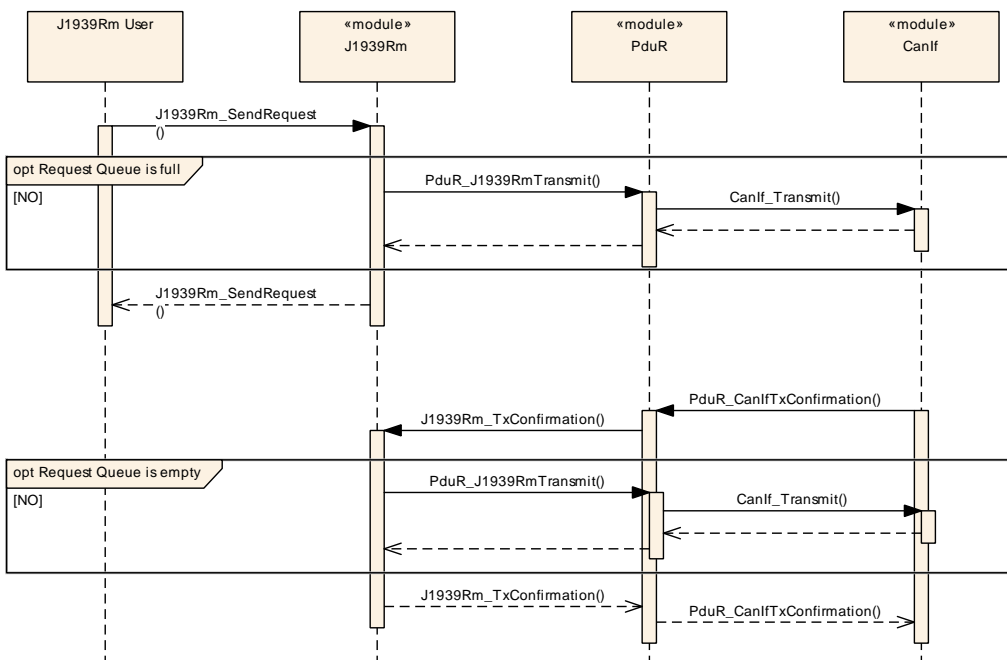 J1939Rm User
«module»
J1939Rm
«module»
PduR
«module»
CanIf
J1939Rm_SendRequest
()
opt Request Queue is full
[NO]
PduR_J1939RmTransmit()
CanIf_Transmit()
J1939Rm_SendRequest
()
PduR_CanIfTxConfirmation()
J1939Rm_TxConfirmation()
opt Request Queue is empty
[NO]
PduR_J1939RmTransmit()
CanIf_Transmit()
J1939Rm_TxConfirmation()
PduR_CanIfTxConfirmation()